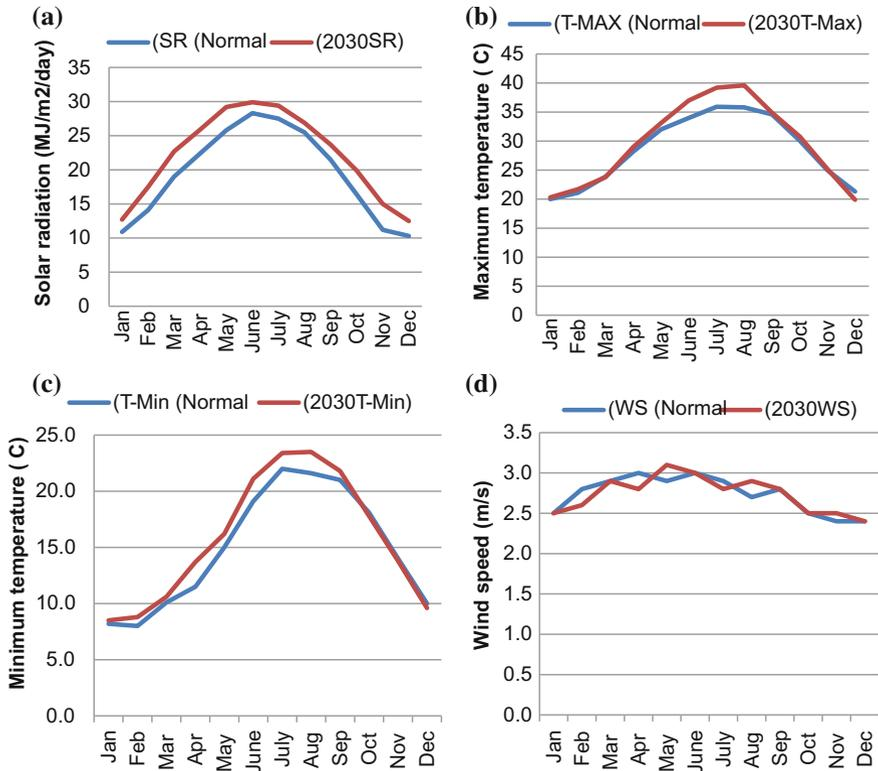 (a)
(SR (Normal (2030SR)
Solar radiation (MJ/m2/day)
35
30
25
20
15
10
5
0
Jan Feb Mar Apr May June July Aug Sep Oct Nov Dec
(b)
(T-MAX (Normal (2030T-Max)
Maximum temperature ( C)
45
40
35
30
25
20
15
10
5
0
Jan Feb Mar Apr May June July Aug Sep Oct Nov Dec
(c)
(T-Min (Normal (2030T-Min)
Minimum temperature ( C)
25.0
20.0
15.0
10.0
5.0
0.0
Jan Feb Mar Apr May June July Aug Sep Oct Nov Dec
(d)
(WS (Normal (2030WS)
Wind speed (m/s)
3.5
3.0
2.5
2.0
1.5
1.0
0.5
0.0
Jan Feb Mar Apr May June July Aug Sep Oct Nov Dec